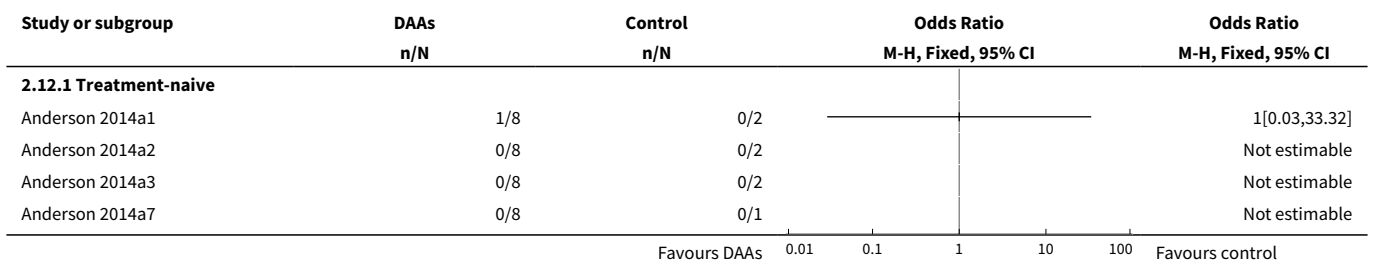 Study or subgroup DAAs Control Odds Ratio Odds Ratio
n/N n/N M-H, Fixed, 95% CI M-H, Fixed, 95% CI
2.12.1 Treatment-naive
Anderson 2014a1 1/8 0/2 1[0.03,33.32]
Anderson 2014a2 0/8 0/2 Not estimable
Anderson 2014a3 0/8 0/2 Not estimable
Anderson 2014a7 0/8 0/1 Not estimable
Favours DAAs 0.01 0.1 1 10 100 Favours control